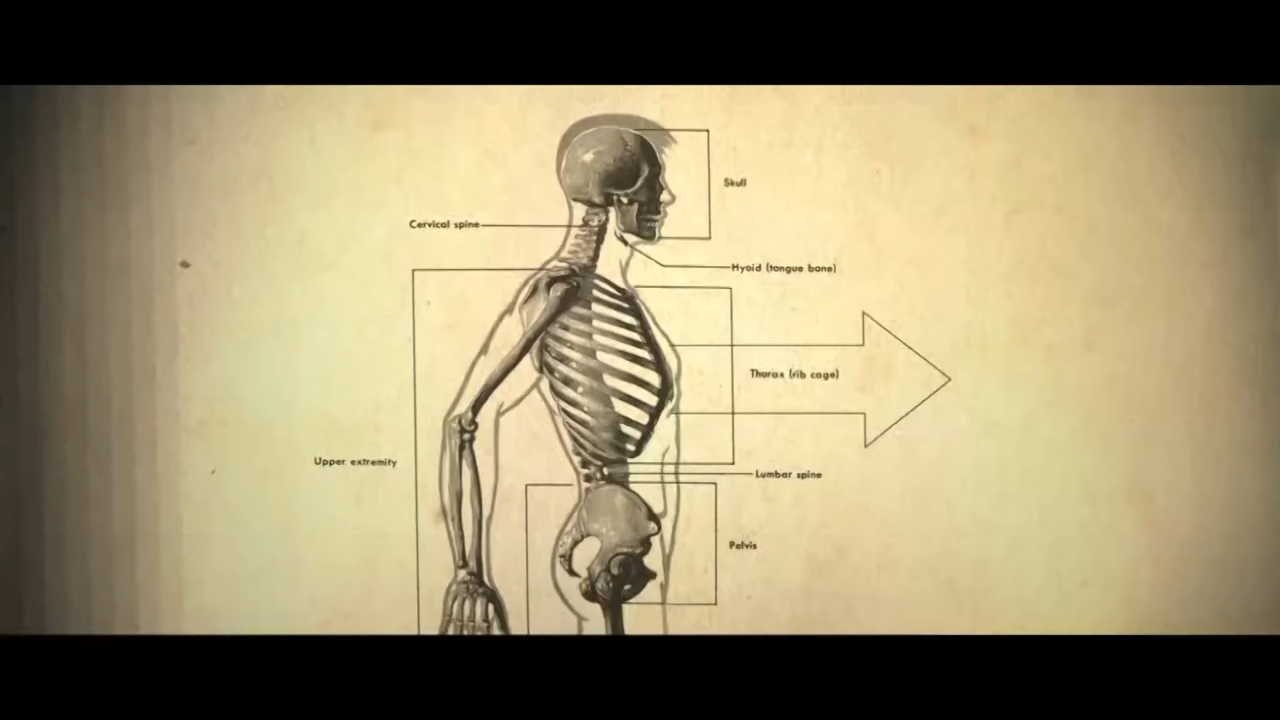 Skull
Cervical spine
Hyoid (tongue bone)
Thorax (rib cage)
Upper extremity
Lumbar spine
Pelvis